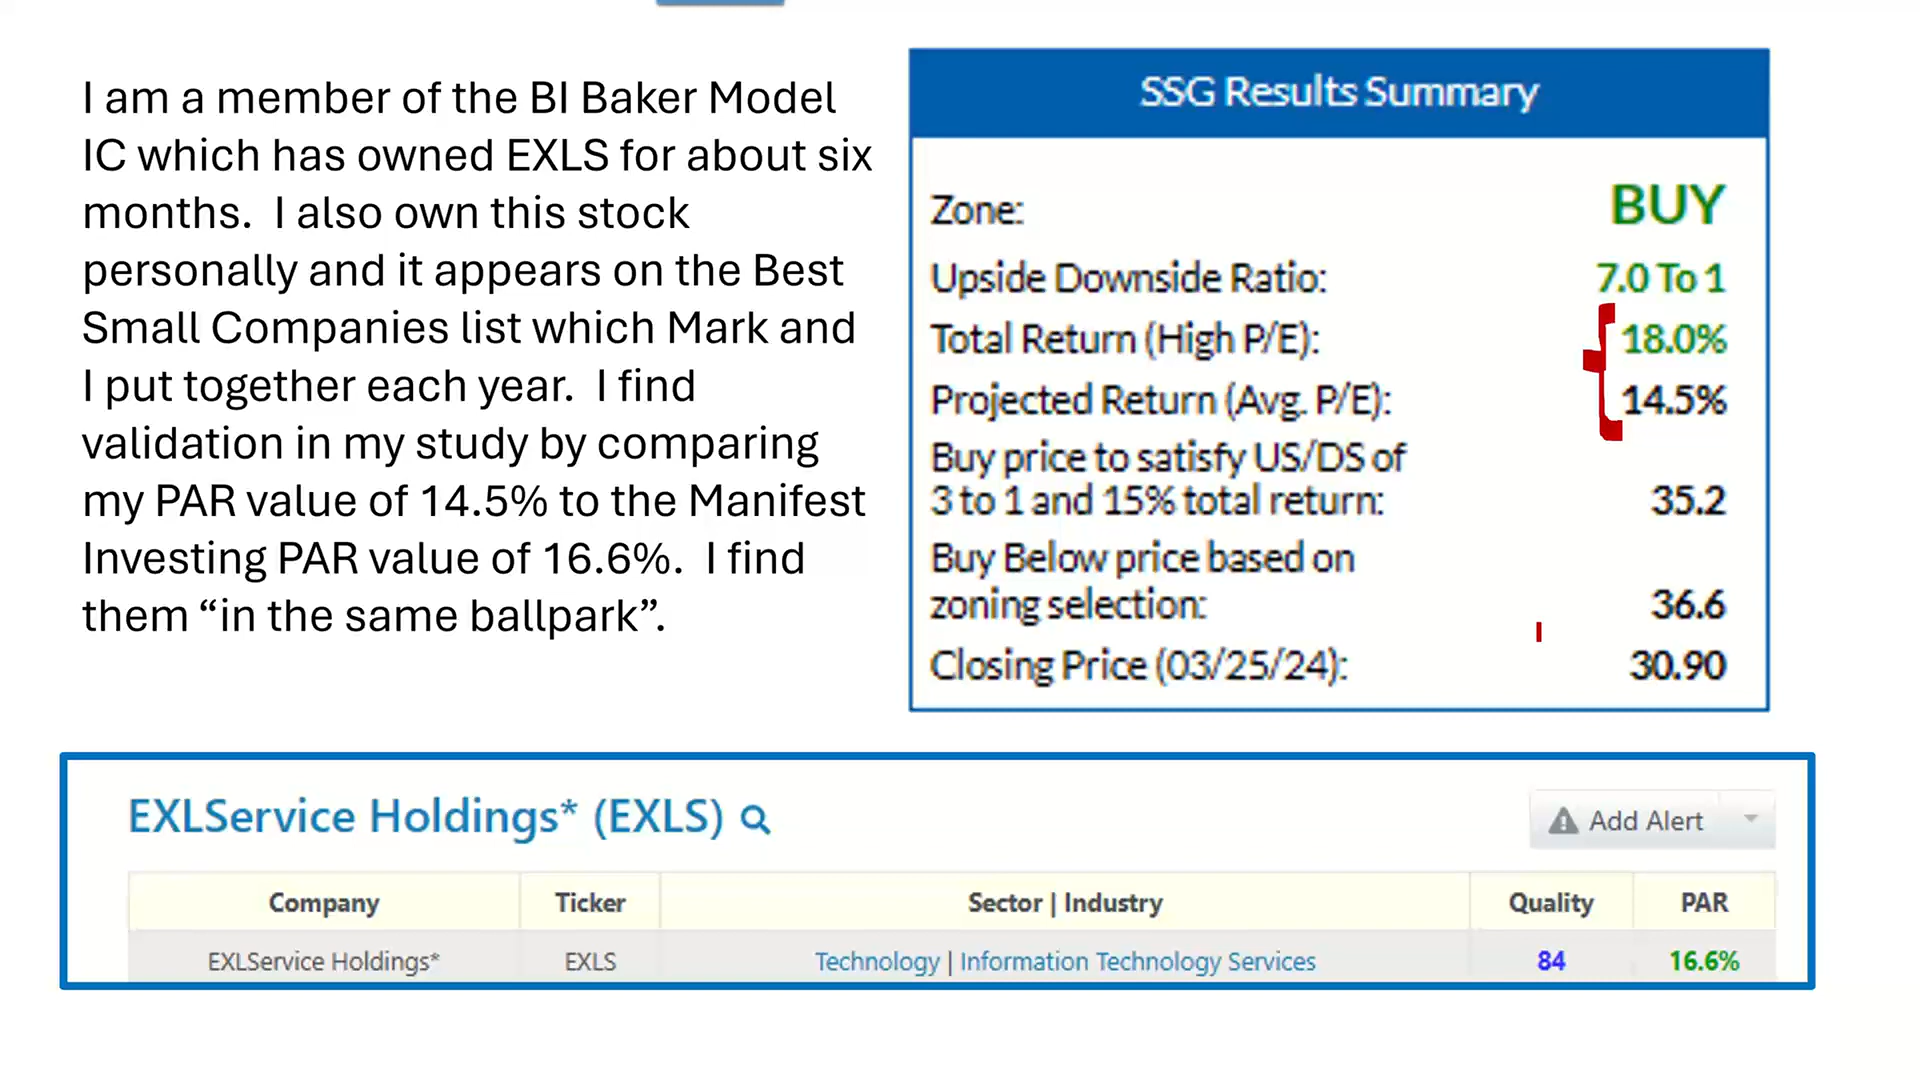 I am a member of the BI Baker Model
IC which has owned EXLS for about six
months.  I also own this stock
personally and it appears on the Best
Small Companies list which Mark and
I put together each year.  I find
validation in my study by comparing
my PAR value of 14.5% to the Manifest
Investing PAR value of 16.6%.  I find
them “in the same ballpark”.
SSG Results Summary
Zone: BUY
Upside Downside Ratio: 7.0 To 1
Total Return (High P/E): 18.0%
Projected Return (Avg. P/E): 14.5%
Buy price to satisfy US/DS of
3 to 1 and 15% total return: 35.2
Buy Below price based on
zoning selection: 36.6
Closing Price (03/25/24): 30.90
EXLService Holdings* (EXLS)
Add Alert
Company Ticker Sector | Industry Quality PAR
EXLService Holdings* EXLS Technology | Information Technology Services 84 16.6%